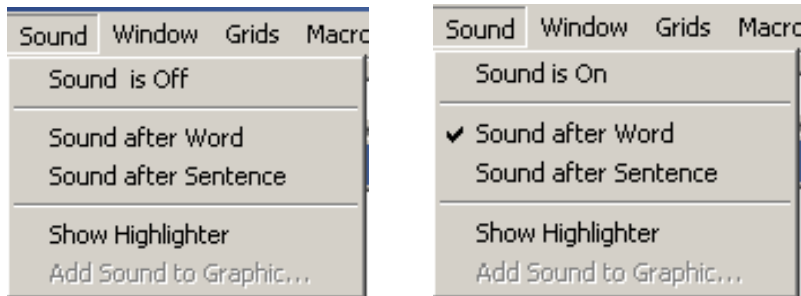 Sound Window Grids Macro
Sound is Off
Sound after Word
Sound after Sentence
Show Highlighter
Add Sound to Graphic...
Sound Window Grids Macro
Sound is On
Sound after Word
Sound after Sentence
Show Highlighter
Add Sound to Graphic...